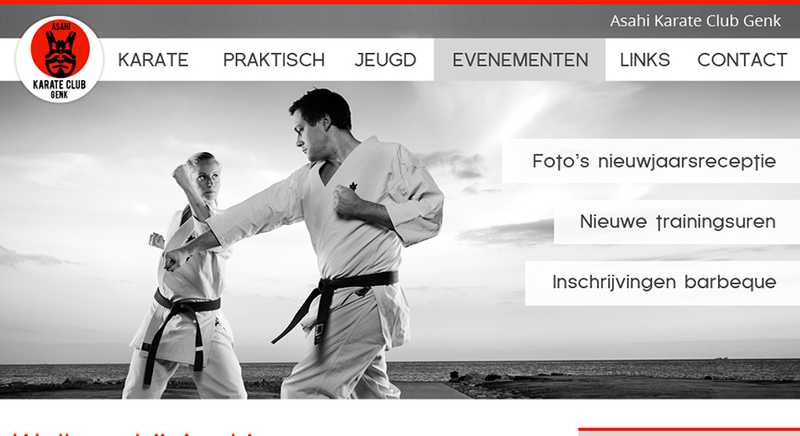 Asahi Karate Club Genk
ASAHI
KARATE CLUB
GENK
KARATE PRAKTISCH JEUGD EVENEMENTEN LINKS CONTACT
Foto's nieuwjaarsreceptie
Nieuwe trainingsuren
Inschrijvingen barbeque